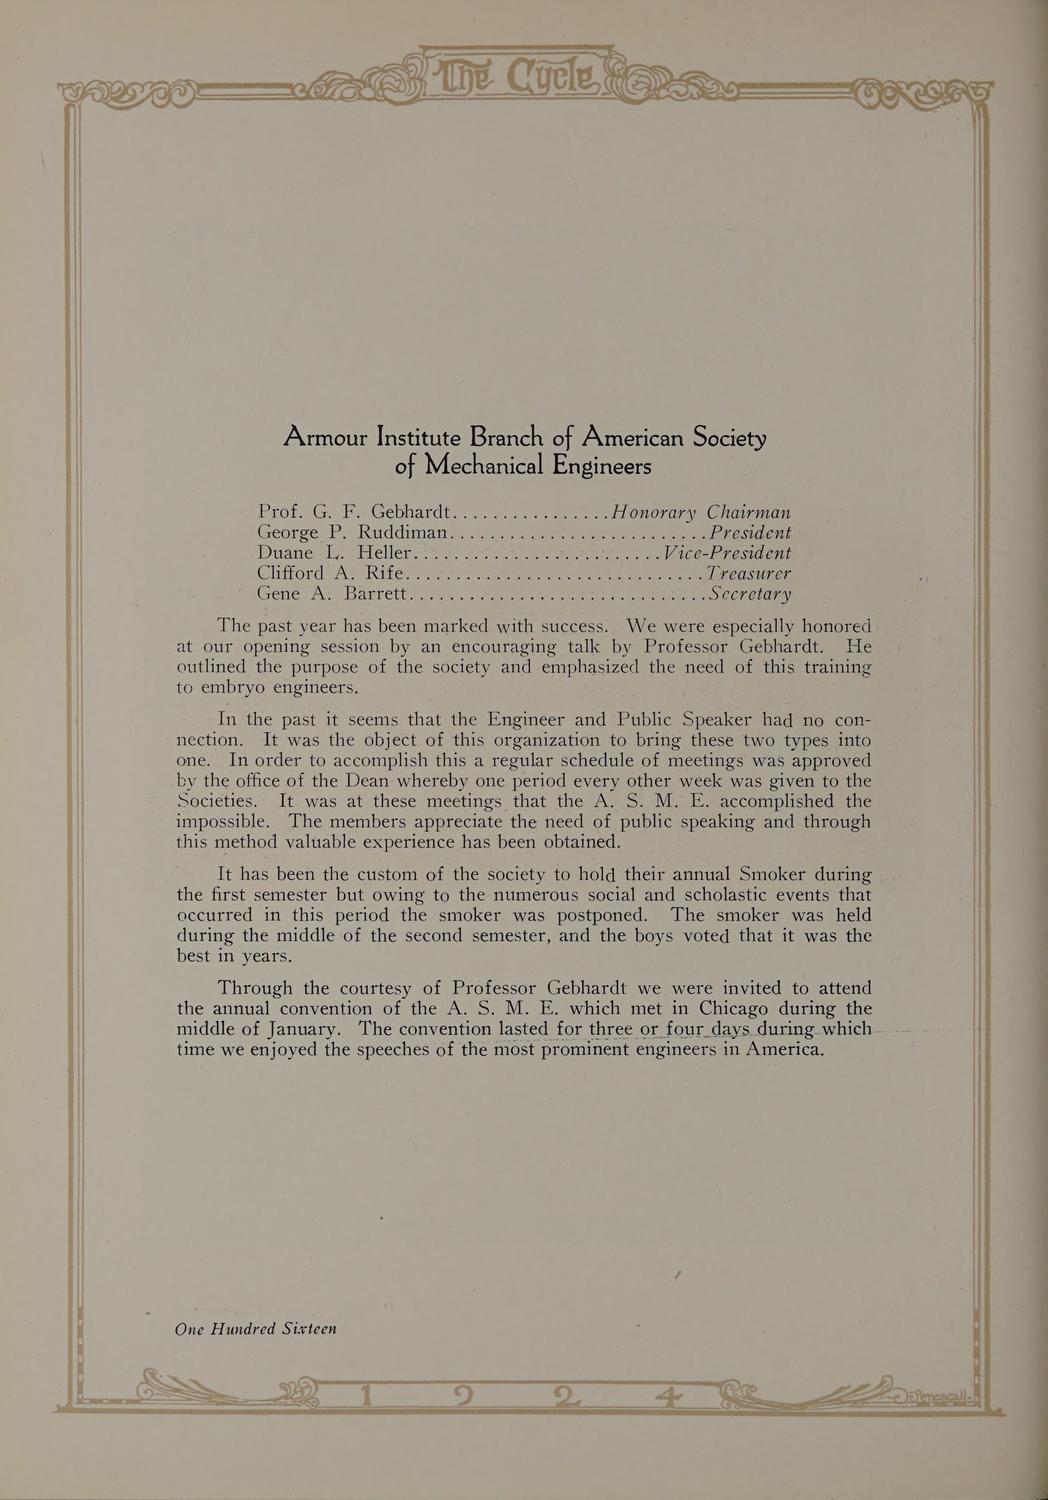 The Cycle
Armour Institute Branch of American Society
of Mechanical Engineers
Prof. G. F. Gebhardt................Honorary Chairman
George P. Ruddiman..........................President
Duane L. Heller.........................Vice-President
Clifford A. Rife..............................Treasurer
Gene A. Barrett..............................Secretary
The past year has been marked with success. We were especially honored
at our opening session by an encouraging talk by Professor Gebhardt. He
outlined the purpose of the society and emphasized the need of this training
to embryo engineers.
In the past it seems that the Engineer and Public Speaker had no con-
nection. It was the object of this organization to bring these two types into
one. In order to accomplish this a regular schedule of meetings was approved
by the office of the Dean whereby one period every other week was given to the
Societies. It was at these meetings that the A. S. M. E. accomplished the
impossible. The members appreciate the need of public speaking and through
this method valuable experience has been obtained.
It has been the custom of the society to hold their annual Smoker during
the first semester but owing to the numerous social and scholastic events that
occurred in this period the smoker was postponed. The smoker was held
during the middle of the second semester, and the boys voted that it was the
best in years.
Through the courtesy of Professor Gebhardt we were invited to attend
the annual convention of the A. S. M. E. which met in Chicago during the
middle of January. The convention lasted for three or four days during which
time we enjoyed the speeches of the most prominent engineers in America.
One Hundred Sixteen
1 9 2 4